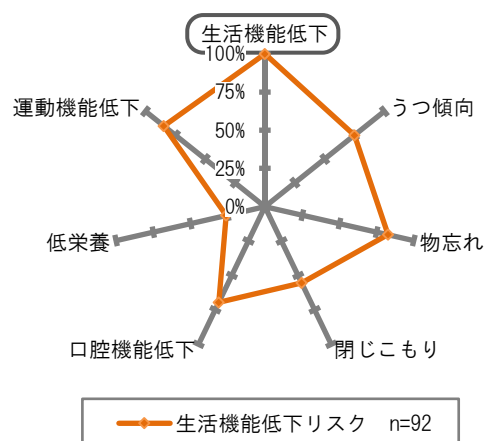 生活機能低下
100%
75%
50%
25%
0%
うつ傾向
物忘れ
閉じこもり
口腔機能低下
低栄養
運動機能低下
生活機能低下リスク　n=92